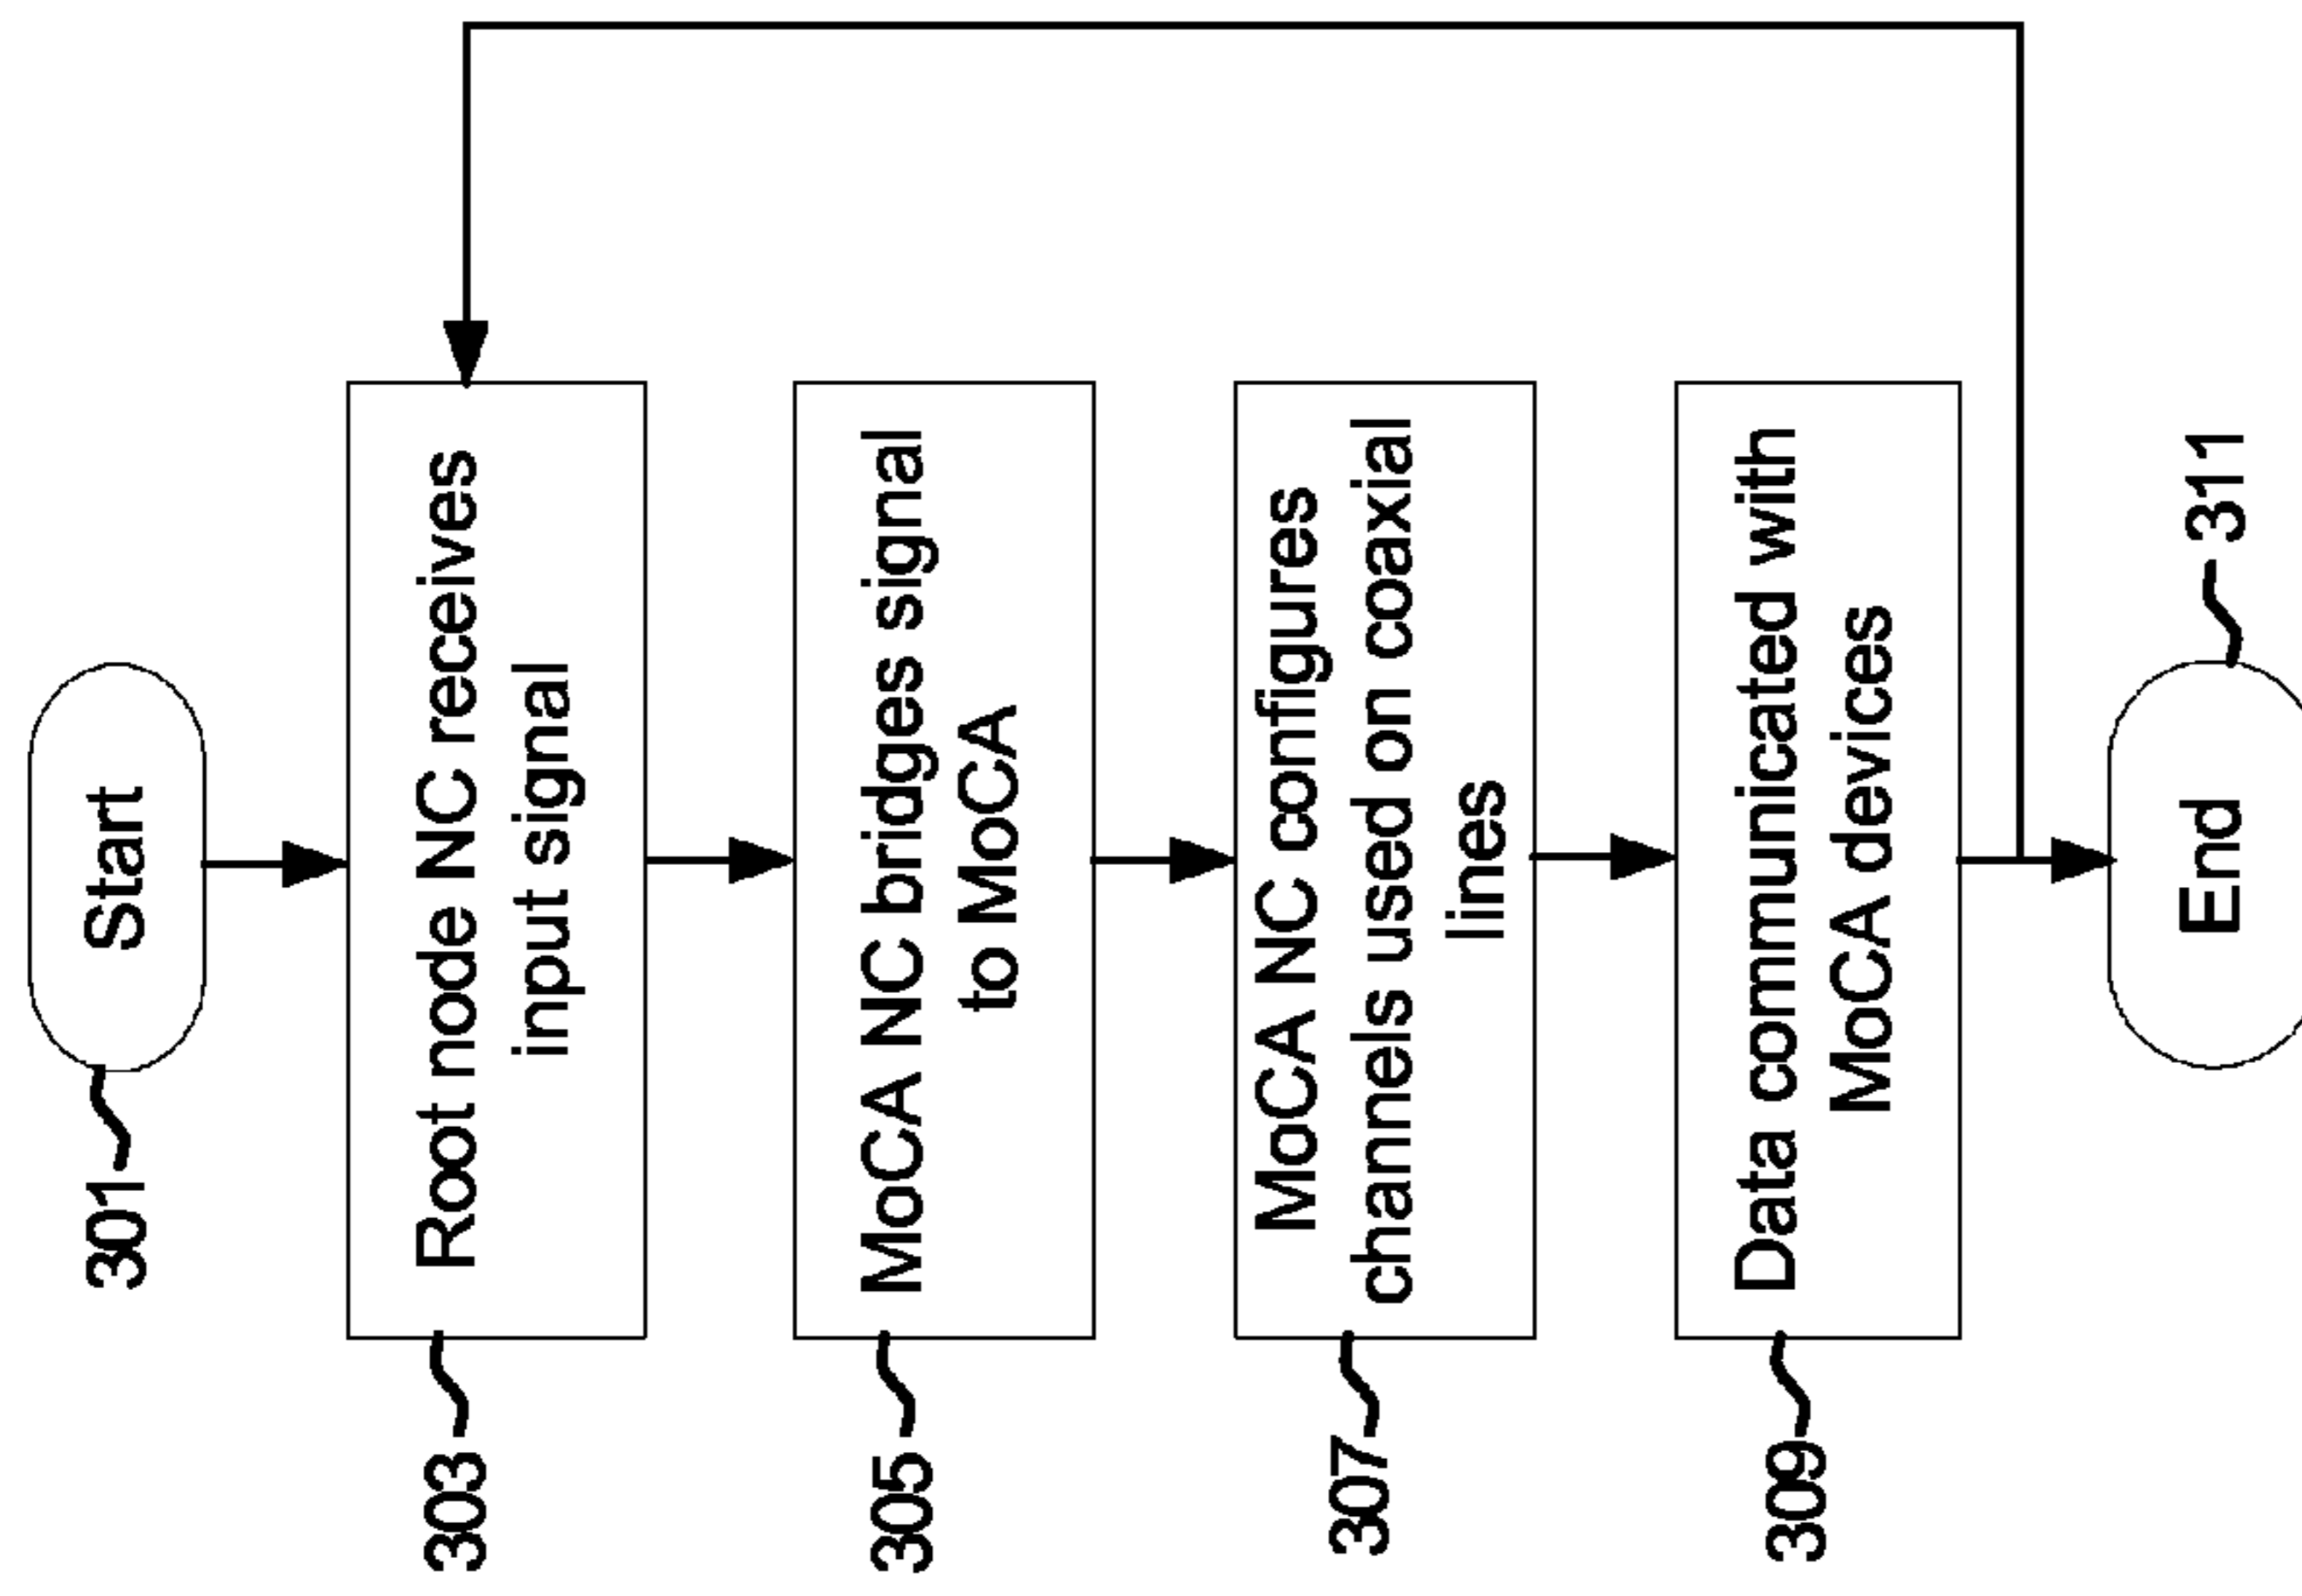 Start
301
Root node NC receives
input signal
303
MoCA NC bridges signal
to MoCA
305
MoCA NC configures
channels used on coaxial
lines
307
Data communicated with
MoCA devices
309
End
311